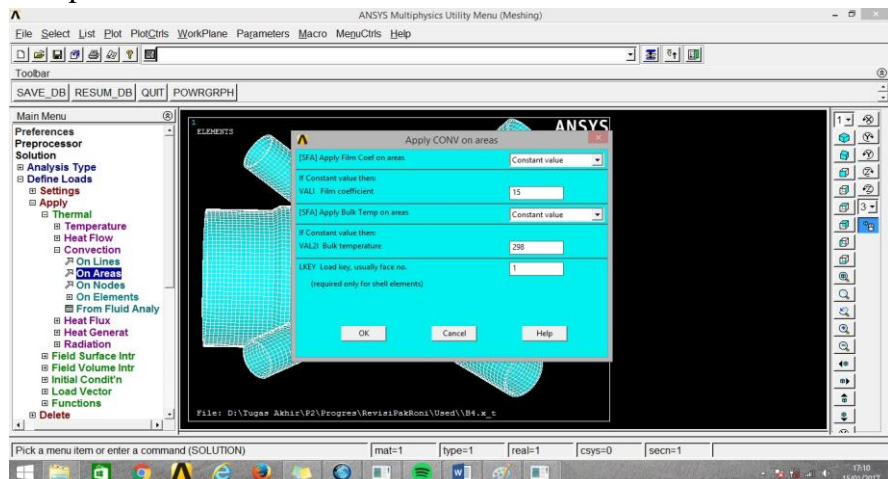 ANSYS Multiphysics Utility Menu (Meshing)
File Select List Plot PlotCtrls WorkPlane Parameters Macro MenuCtrls Help
Toolbar
SAVE_DB RESUM_DB QUIT POWRGRPH
Main Menu
Preferences
Preprocessor
Solution
Analysis Type
Define Loads
Settings
Apply
Thermal
Temperature
Heat Flow
Convection
On Lines
On Areas
On Nodes
On Elements
From Fluid Analy
Heat Flux
Heat Generat
Radiation
Field Surface Intr
Field Volume Intr
Initial Condit'n
Load Vector
Functions
Delete
1
ELEMENTS
ANSYS
Apply CONV on areas
[SFA] Apply Film Coef on areas Constant value
If Constant value then:
VALI Film coefficient 15
[SFA] Apply Bulk Temp on areas Constant value
If Constant value then:
VAL2I Bulk temperature 298
LKEY Load key, usually face no. 1
(required only for shell elements)
OK Cancel Help
File: D:\Tugas Akhir\P2\Progres\RevisiPakRoni\Used\\B4.x_t
1
3
Pick a menu item or enter a command (SOLUTION) mat=1 type=1 real=1 csys=0 secn=1
17:10
15/01/2017